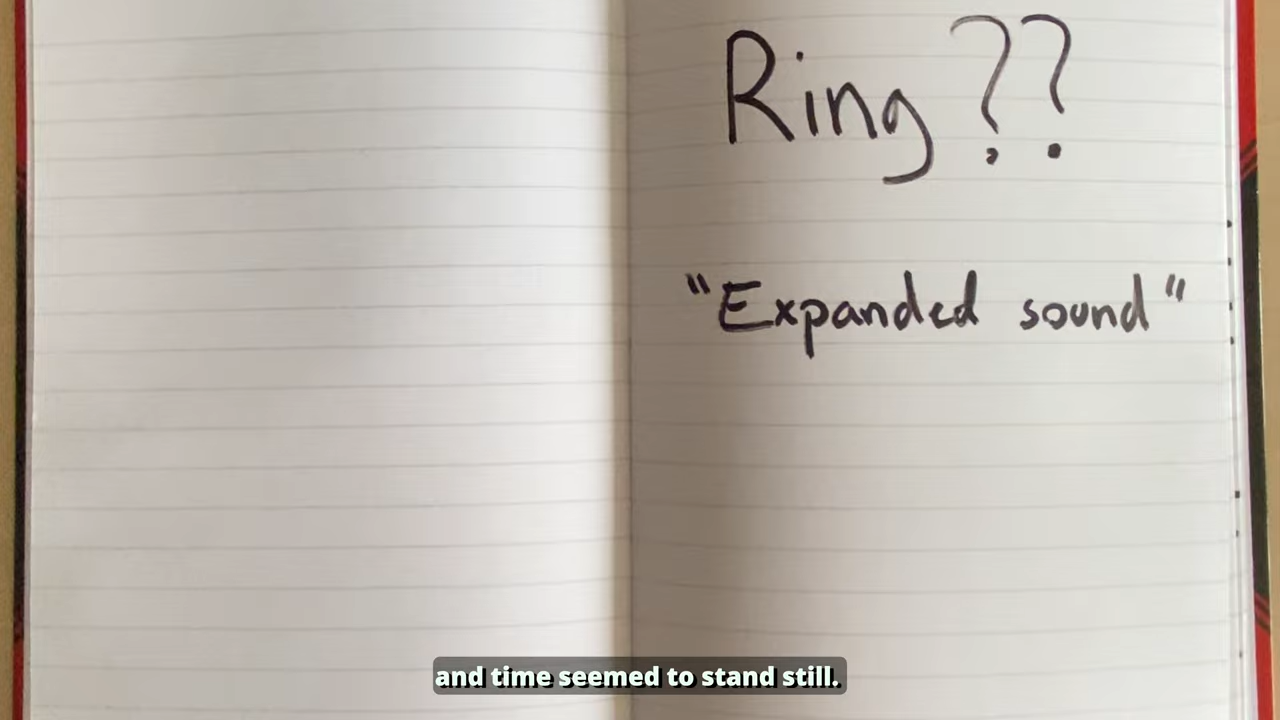 Ring ??
"Expanded sound"
and time seemed to stand still.